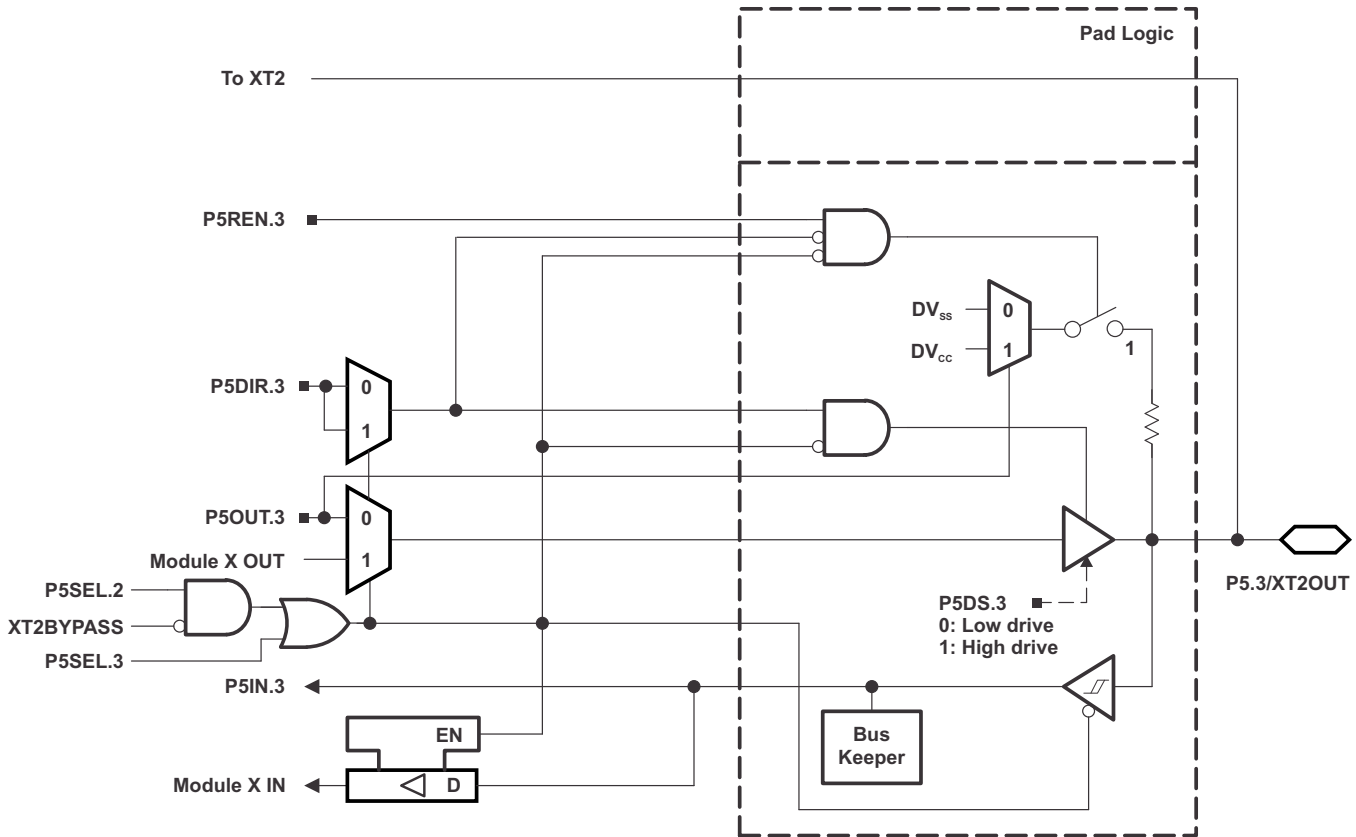 Pad Logic
To XT2
P5REN.3
DVSS
0
DVCC
1
1
P5DIR.3
0
1
P5OUT.3
0
Module X OUT
1
P5SEL.2
XT2BYPASS
P5SEL.3
P5.3/XT2OUT
P5DS.3
0: Low drive
1: High drive
P5IN.3
EN
Bus
Keeper
Module X IN
D